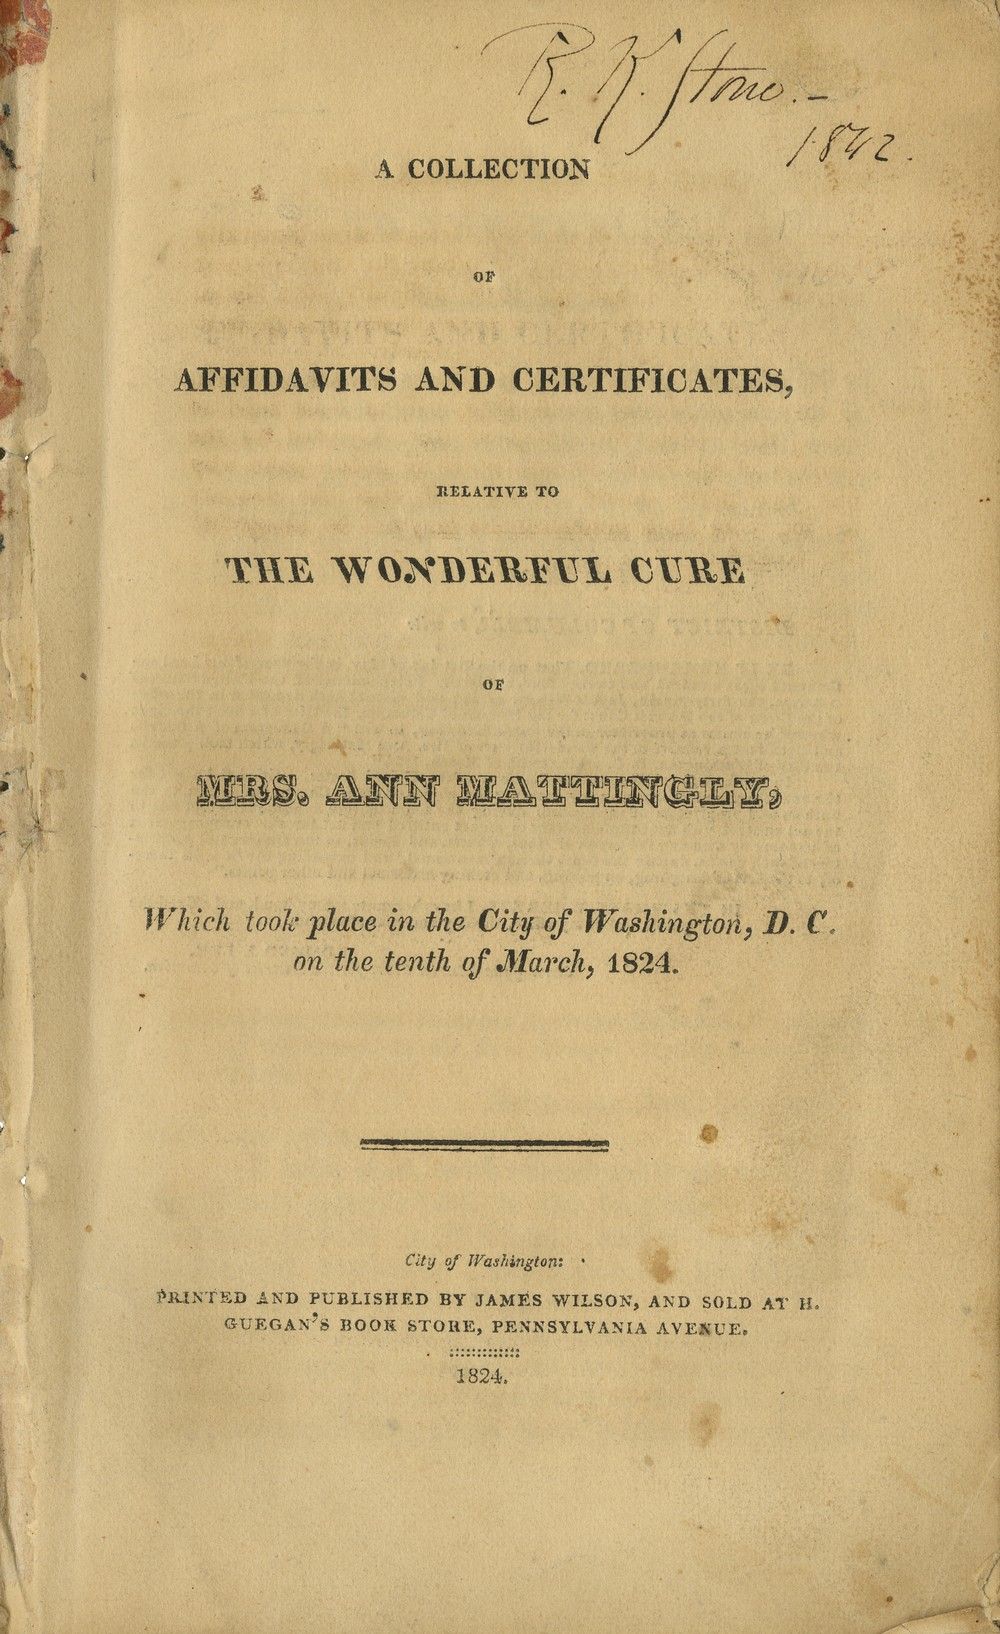 R. K. Stone. –
1842.
A COLLECTION
OF
AFFIDAVITS AND CERTIFICATES,
RELATIVE TO
THE WONDERFUL CURE
OF
MRS. ANN MATTINGLY,
Which took place in the City of Washington, D. C.
on the tenth of March, 1824.
City of Washington:
PRINTED AND PUBLISHED BY JAMES WILSON, AND SOLD AT H.
GUEGAN'S BOOK STORE, PENNSYLVANIA AVENUE.
1824.